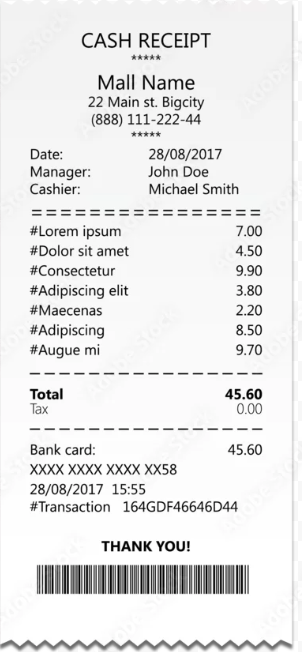 CASH RECEIPT
*****
Mall Name
22 Main st. Bigcity
(888) 111-222-44
*****
Date: 28/08/2017
Manager: John Doe
Cashier: Michael Smith
================
#Lorem ipsum 7.00
#Dolor sit amet 4.50
#Consectetur 9.90
#Adipiscing elit 3.80
#Maecenas 2.20
#Adipiscing 8.50
#Augue mi 9.70
Total 45.60
Tax 0.00
Bank card: 45.60
XXXX XXXX XXXX XX58
28/08/2017 15:55
#Transaction 164GDF46646D44
THANK YOU!